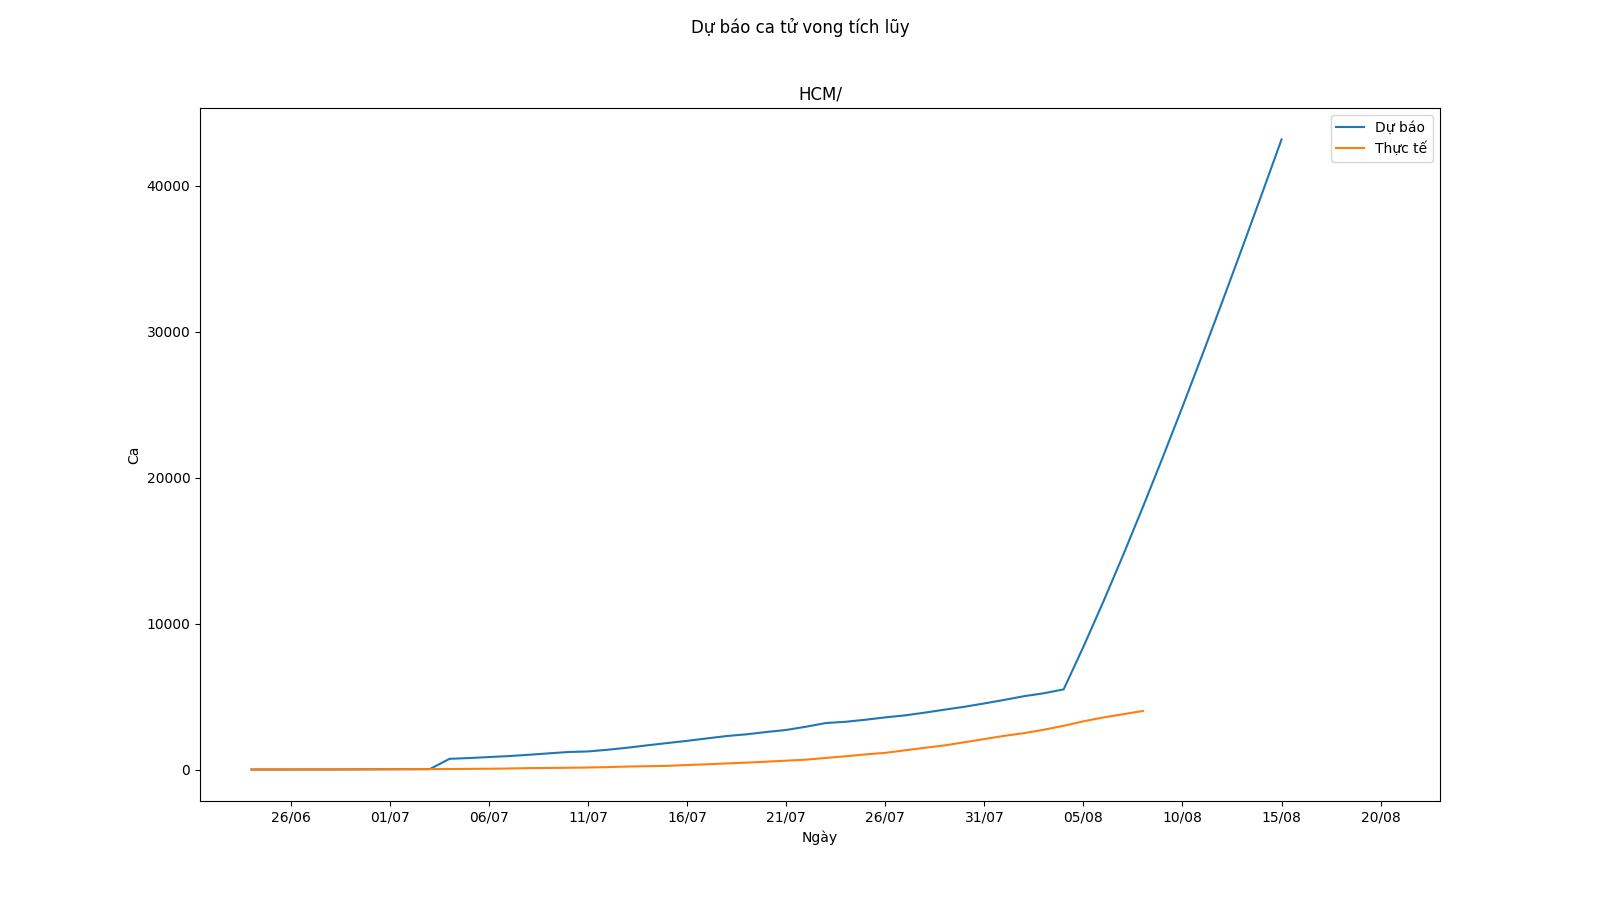 Dự báo ca tử vong tích lũy
HCM/
Dự báo
Thực tế
40000
30000
20000
10000
0
Ca
26/06 01/07 06/07 11/07 16/07 21/07 26/07 31/07 05/08 10/08 15/08 20/08
Ngày